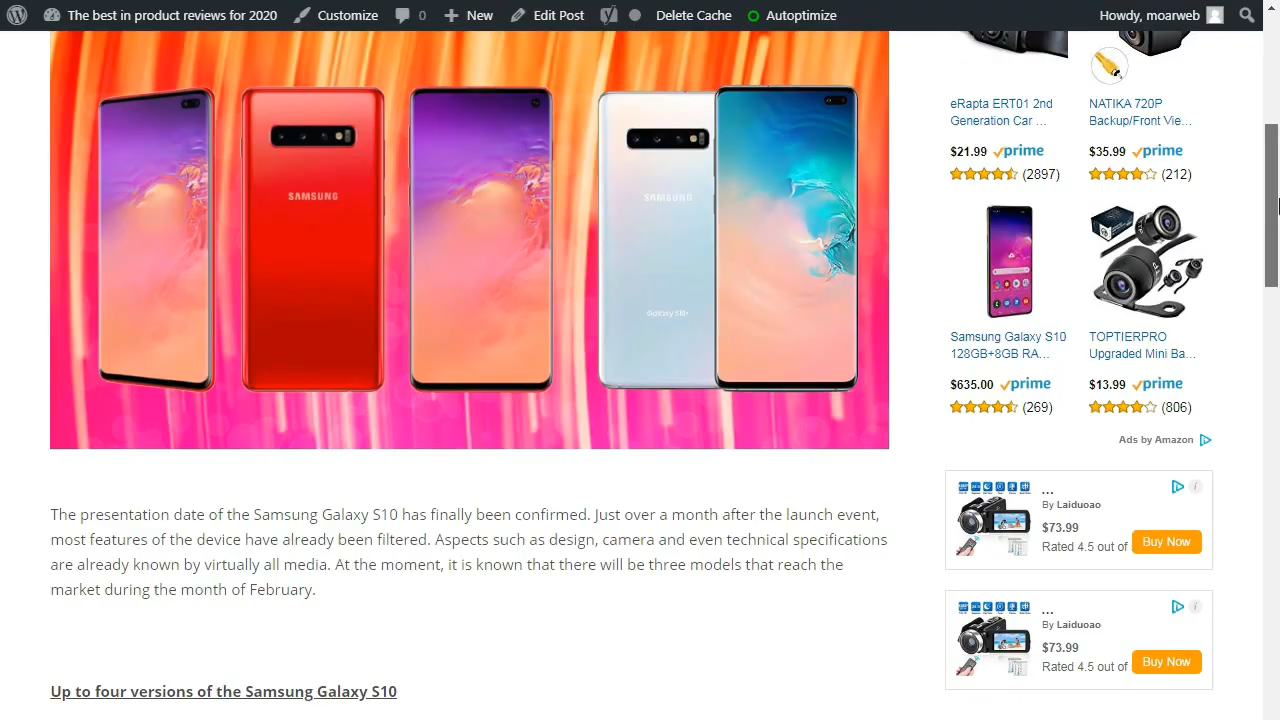 The best in product reviews for 2020 Customize 0 New Edit Post Delete Cache Autoptimize Howdy, moarweb
SAMSUNG
SAMSUNG
Galaxy S10+
The presentation date of the Samsung Galaxy S10 has finally been confirmed. Just over a month after the launch event,
most features of the device have already been filtered. Aspects such as design, camera and even technical specifications
are already known by virtually all media. At the moment, it is known that there will be three models that reach the
market during the month of February.
Up to four versions of the Samsung Galaxy S10
eRapta ERT01 2nd
Generation Car ...
$21.99 prime
(2897)
NATIKA 720P
Backup/Front Vie...
$35.99 prime
(212)
Samsung Galaxy S10
128GB+8GB RA...
$635.00 prime
(269)
TOPTIERPRO
Upgraded Mini Ba...
$13.99 prime
(806)
Ads by Amazon
...
By Laiduoao
$73.99
Rated 4.5 out of
Buy Now
...
By Laiduoao
$73.99
Rated 4.5 out of
Buy Now